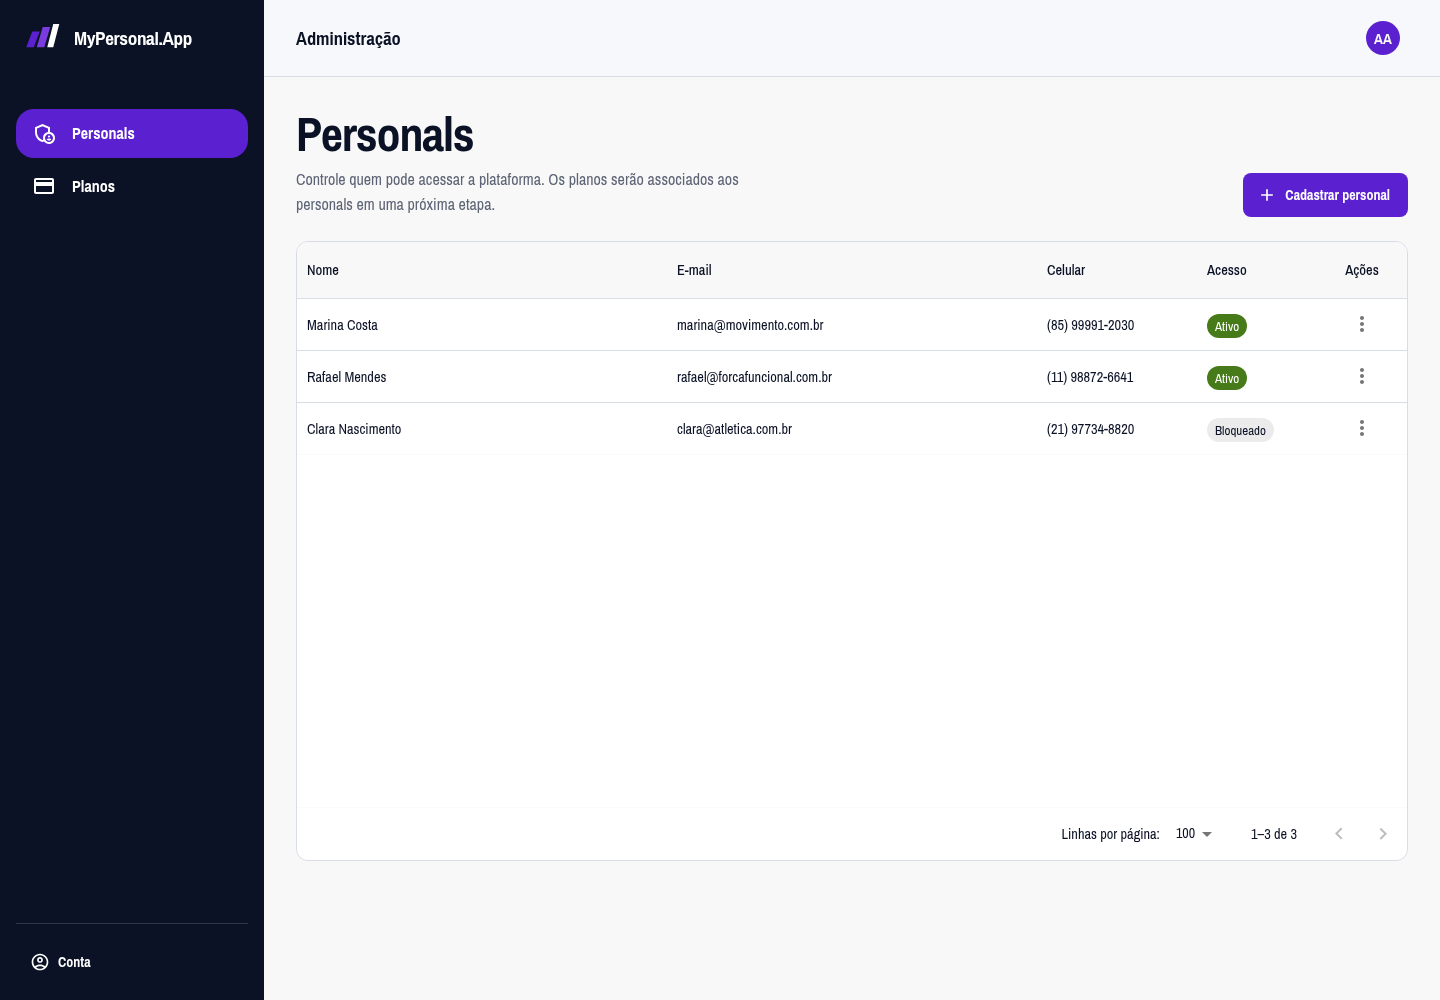 MyPersonal.App
Administração
AA
Personals
Planos
Personals
Controle quem pode acessar a plataforma. Os planos serão associados aos
personals em uma próxima etapa.
Cadastrar personal
Nome E-mail Celular Acesso Ações
Marina Costa marina@movimento.com.br (85) 99991-2030 Ativo
Rafael Mendes rafael@forcafuncional.com.br (11) 98872-6641 Ativo
Clara Nascimento clara@atletica.com.br (21) 97734-8820 Bloqueado
Linhas por página: 100 1–3 de 3
Conta